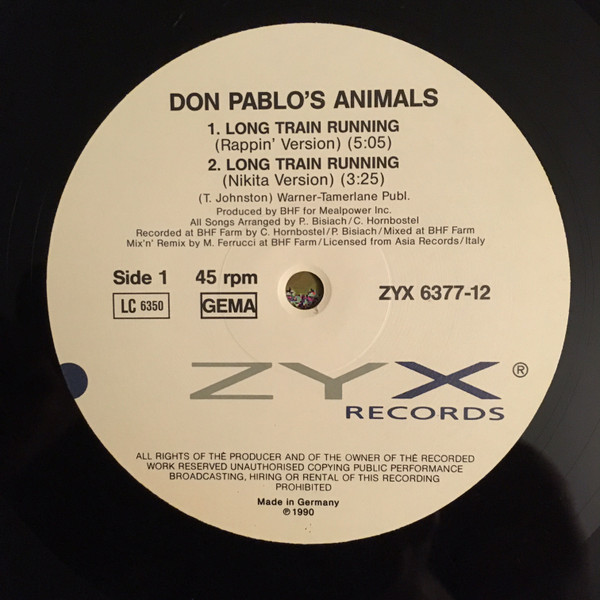 DON PABLO'S ANIMALS
1. LONG TRAIN RUNNING
(Rappin' Version) (5:05)
2. LONG TRAIN RUNNING
(Nikita Version) (3:25)
(T. Johnston) Warner-Tamerlane Publ.
Produced by BHF for Mealpower Inc.
All Songs Arranged by P.. Bisiach/C. Hornbostel
Recorded at BHF Farm by C. Hornbostel/P. Bisiach/Mixed at BHF Farm
Mix'n' Remix by M. Ferrucci at BHF Farm/Licensed from Asia Records/Italy
Side 1 45 rpm
ZYX 6377-12
LC 6350 GEMA
ZYX ®
RECORDS
ALL RIGHTS OF THÈ PRODUCER AND OF THE OWNER OF THÈ RECORDED
WORK RESERVED UNAUTHORISED COPYING PUBLIC PERFORMANCE
BROADCASTING, HIRING OR RENTAL OF THIS RECORDING
PROHIBITED
Made in Germany
℗ 1990